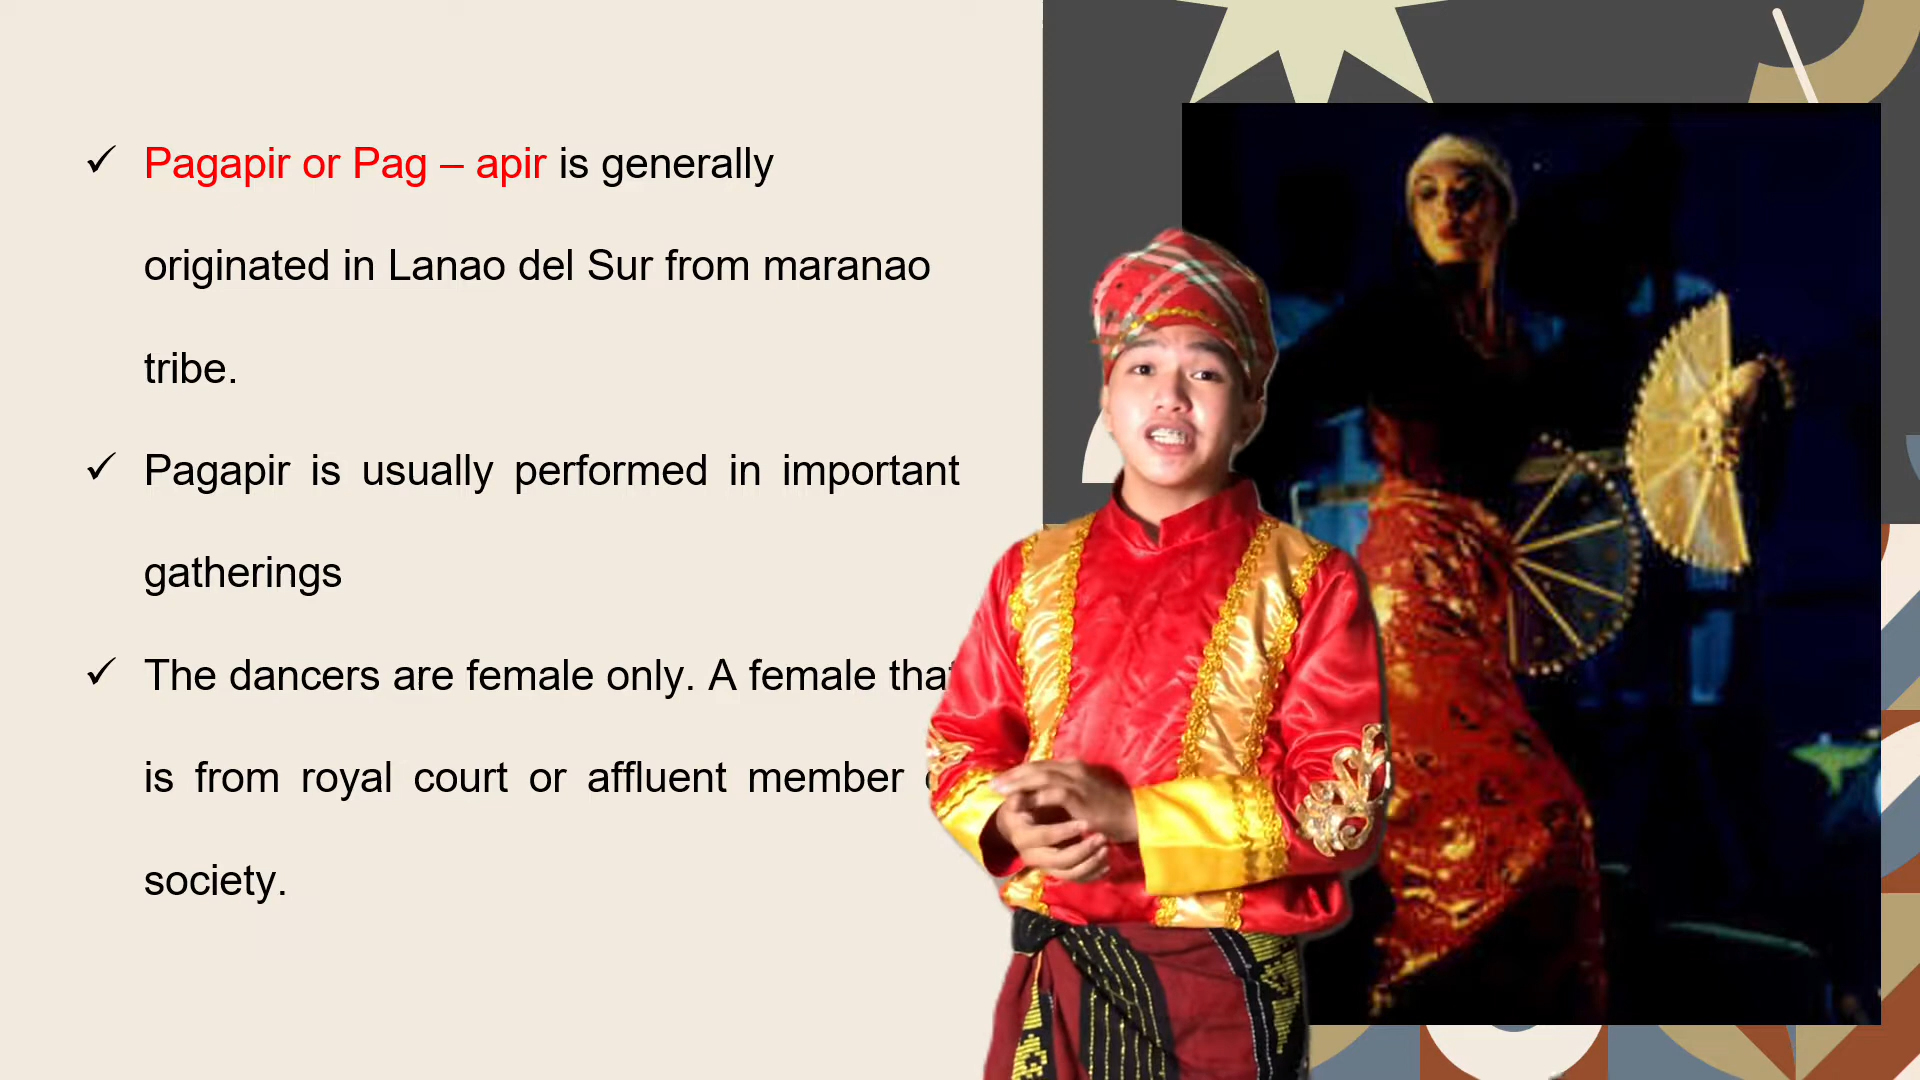 Pagapir or Pag – apir is generally
originated in Lanao del Sur from maranao
tribe.
Pagapir is usually performed in important
gatherings
The dancers are female only. A female that
is from royal court or affluent member
society.